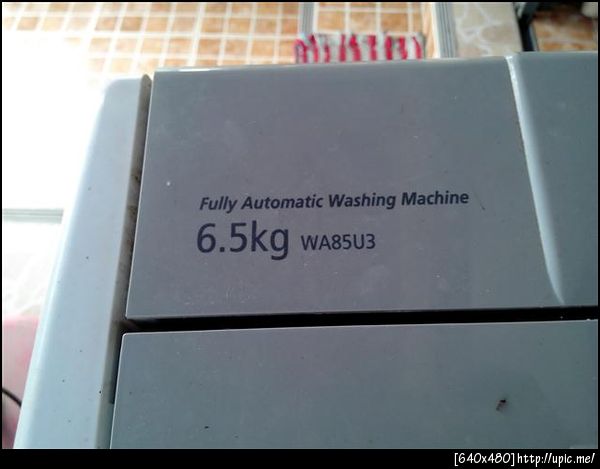 Fully Automatic Washing Machine
6.5kg WA85U3
[640x480]http://upic.me/